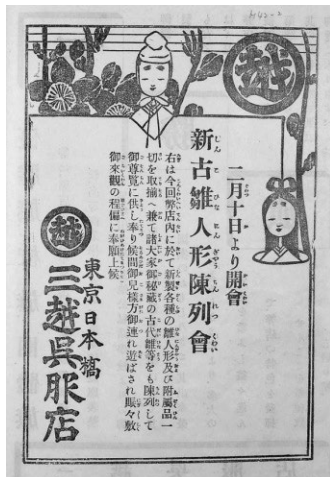 越
二月十日より開會
新古雛人形陳列會
右は今回弊店内に於て新製各種の雛人形及び附屬品一
切を取揃へ兼て諸大家御秘藏の古代雛等をも陳列して
御尊覧に供し奉り候間御兒樣方御連れ遊ばされ賑々敷
御來觀の程偏に奉願上候
東京日本橋
越 三越呉服店